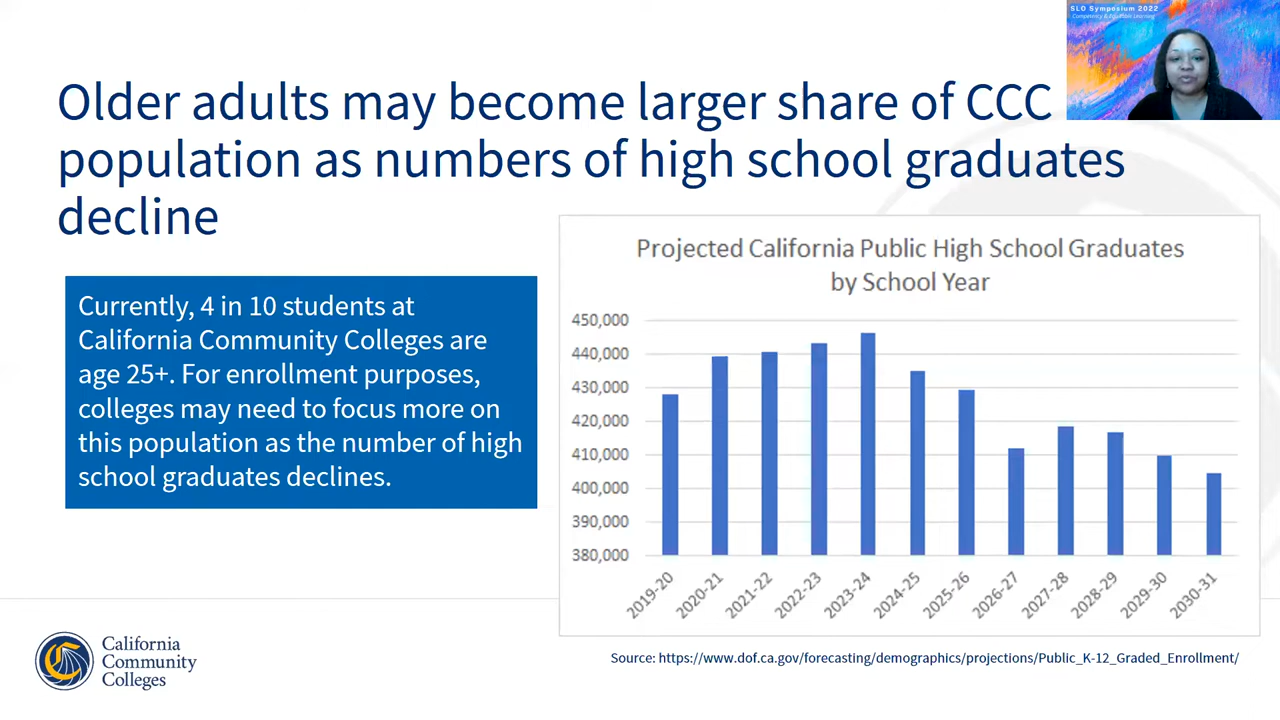 SLO Symposium 2022
Competency & Equitable Learning
Older adults may become larger share of CCC
population as numbers of high school graduates
decline
Currently, 4 in 10 students at
California Community Colleges are
age 25+. For enrollment purposes,
colleges may need to focus more on
this population as the number of high
school graduates declines.
Projected California Public High School Graduates
by School Year
450,000
440,000
430,000
420,000
410,000
400,000
390,000
380,000
2019-20
2020-21
2021-22
2022-23
2023-24
2024-25
2025-26
2026-27
2027-28
2028-29
2029-30
2030-31
California
Community
Colleges
Source: https://www.dof.ca.gov/forecasting/demographics/projections/Public_K-12_Graded_Enrollment/